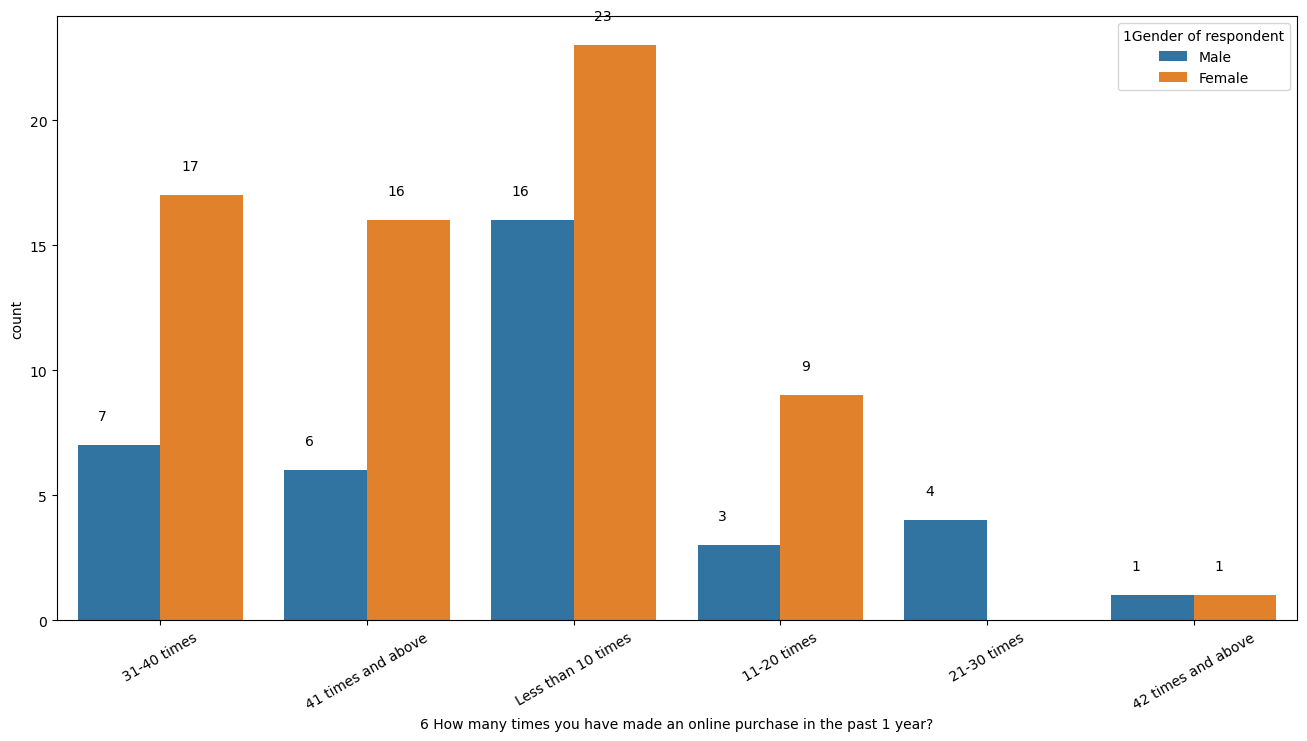 23
1Gender of respondent
Male
Female
17
16
16
7
6
9
3
4
1
1
20
15
10
5
0
count
31-40 times
41 times and above
Less than 10 times
11-20 times
21-30 times
42 times and above
6 How many times you have made an online purchase in the past 1 year?